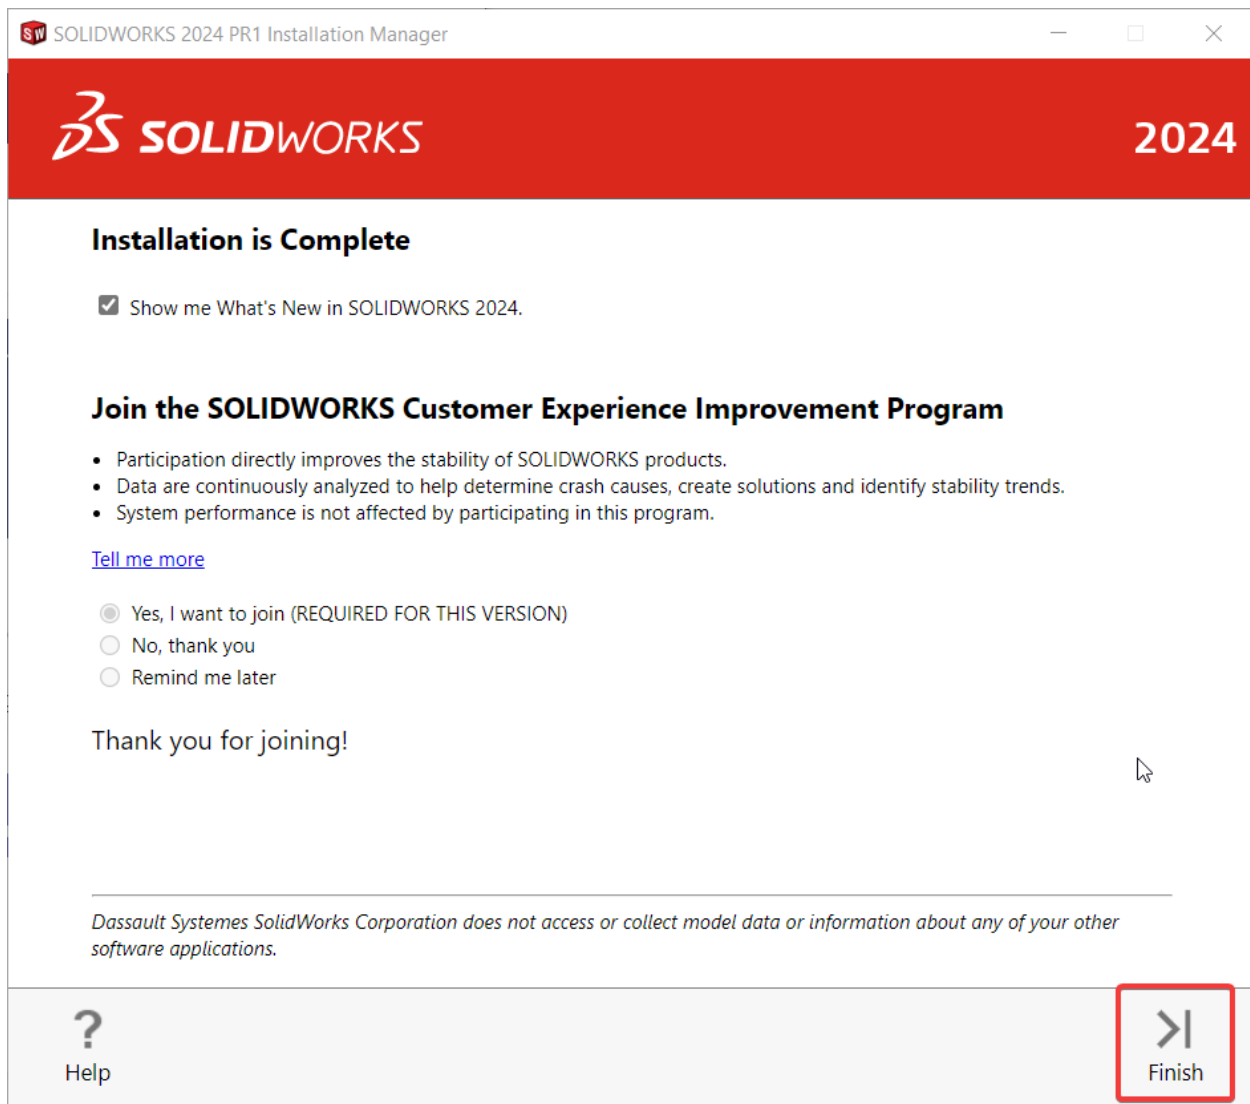 SOLIDWORKS 2024 PR1 Installation Manager
SOLIDWORKS
2024
Installation is Complete
Show me What's New in SOLIDWORKS 2024.
Join the SOLIDWORKS Customer Experience Improvement Program
• Participation directly improves the stability of SOLIDWORKS products.
• Data are continuously analyzed to help determine crash causes, create solutions and identify stability trends.
• System performance is not affected by participating in this program.
Tell me more
Yes, I want to join (REQUIRED FOR THIS VERSION)
No, thank you
Remind me later
Thank you for joining!
Dassault Systemes SolidWorks Corporation does not access or collect model data or information about any of your other
software applications.
?
Help
Finish